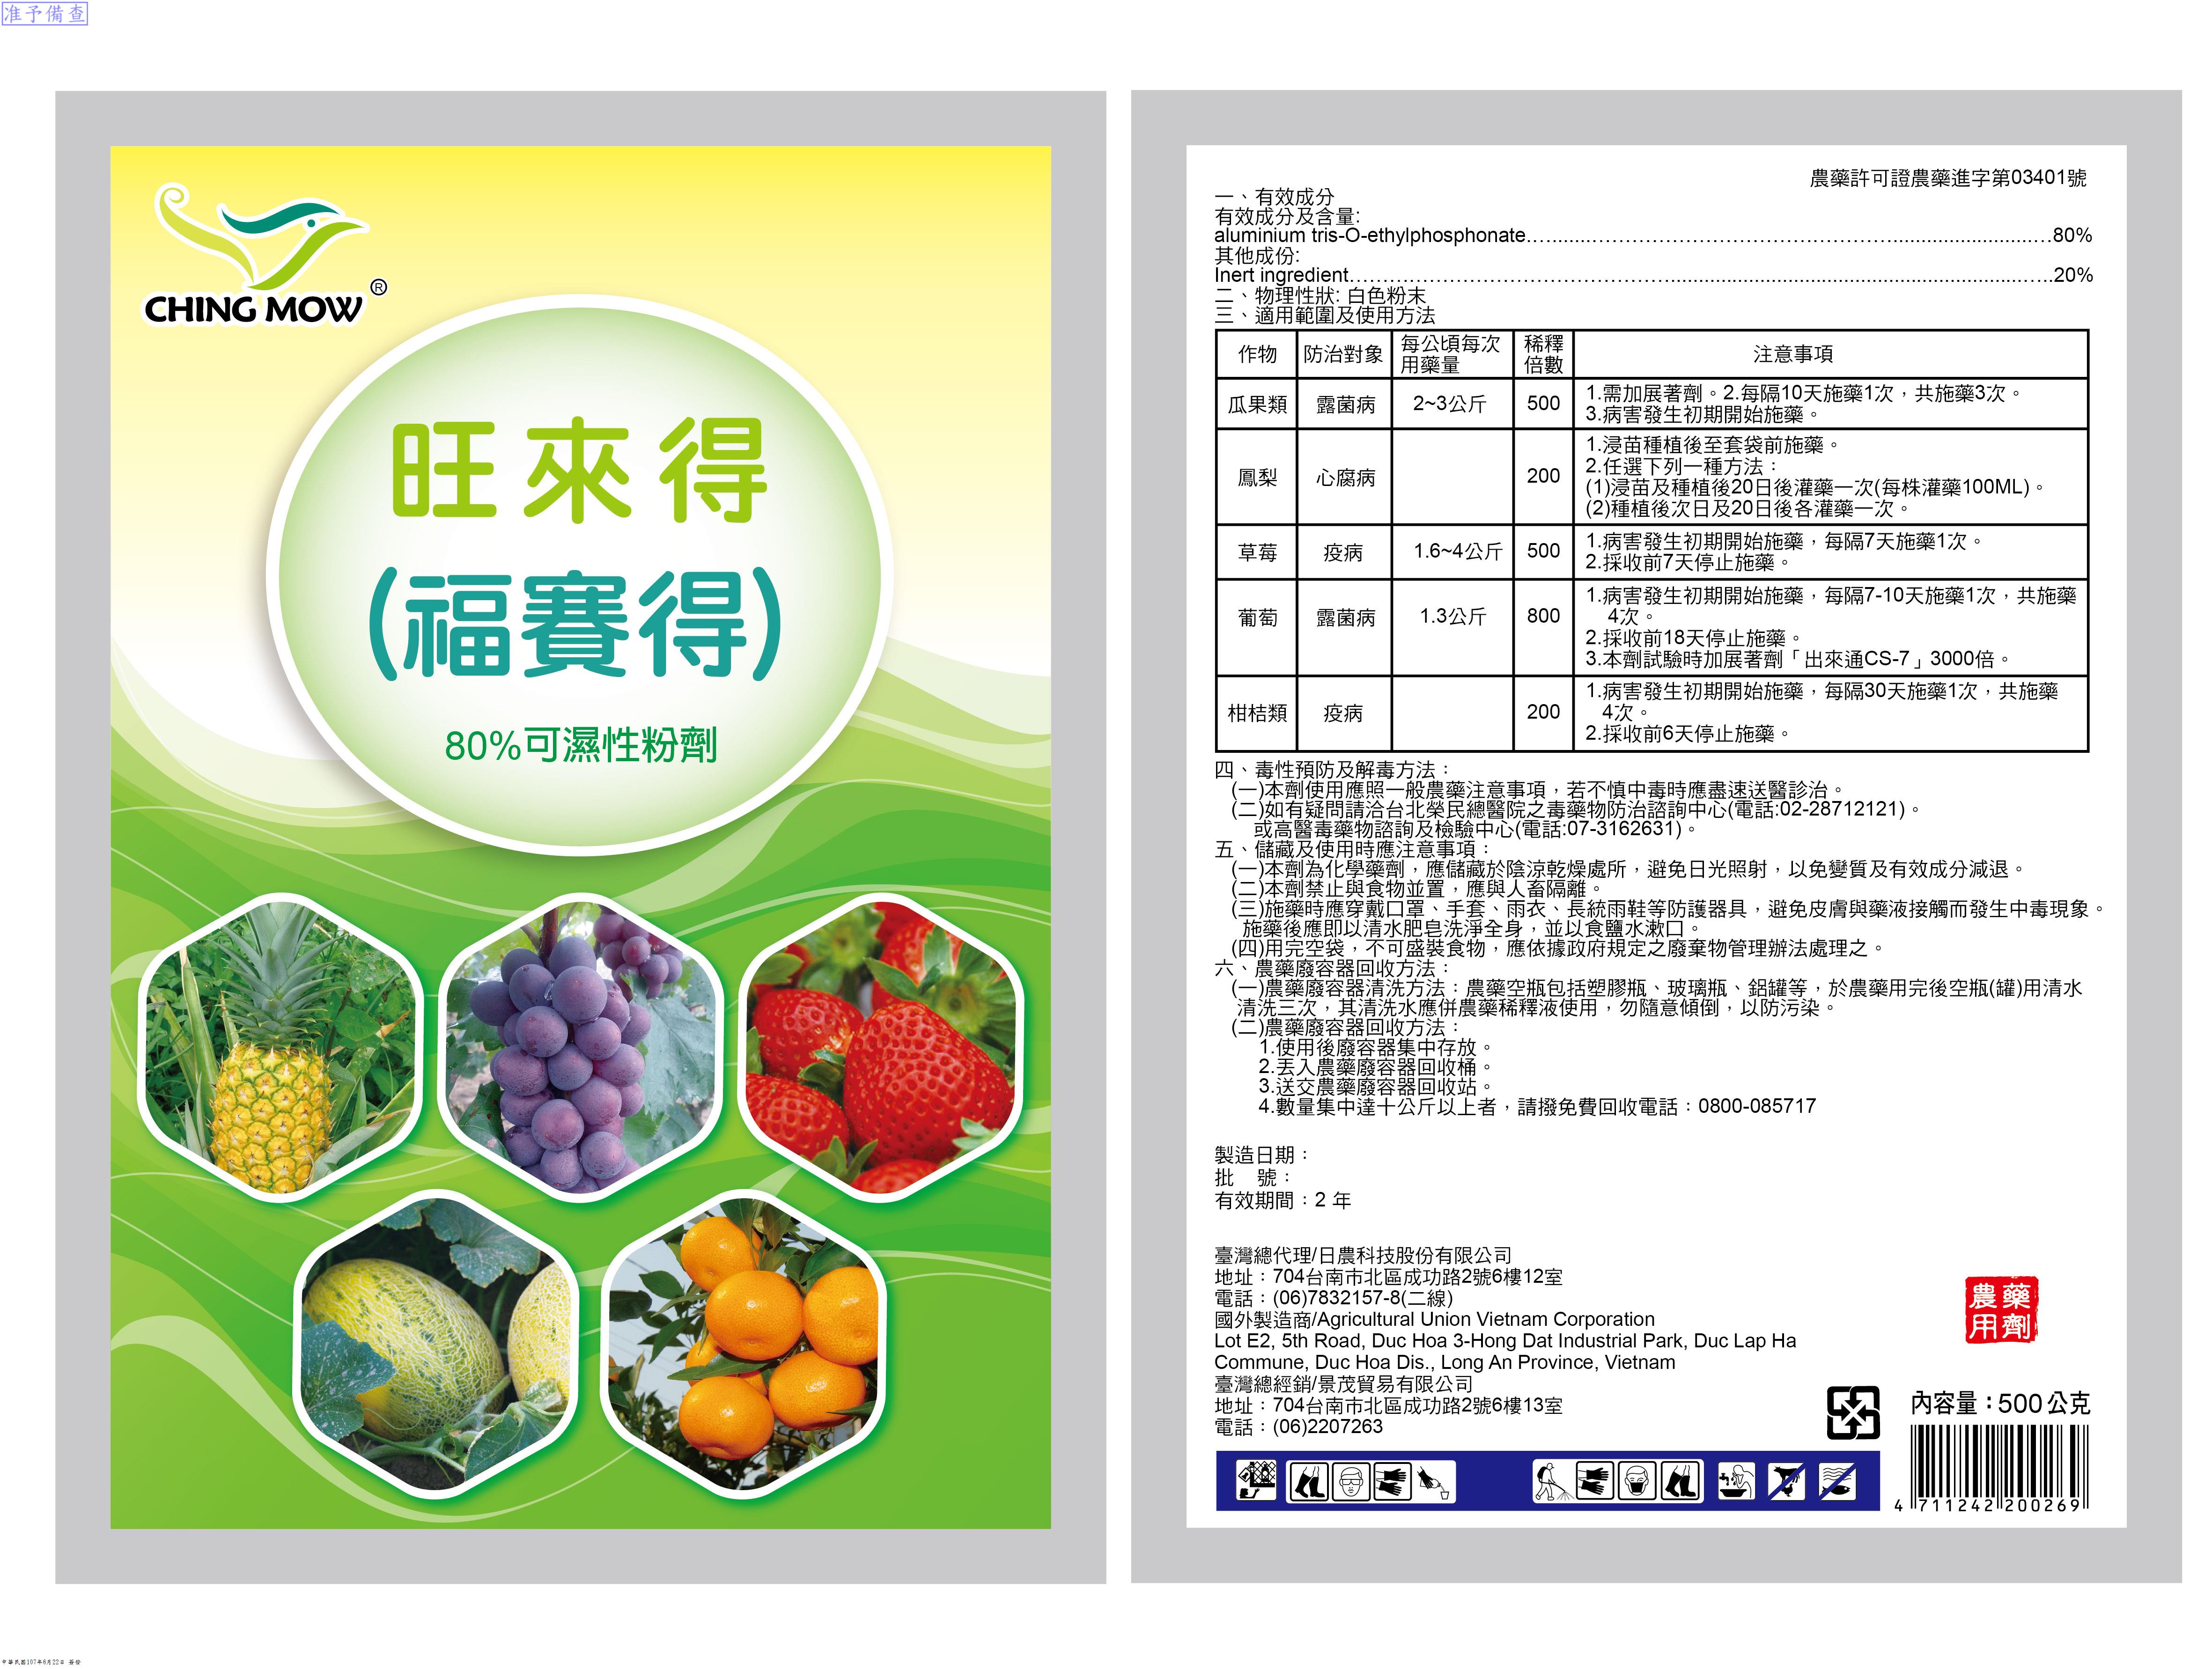 准予備查
CHING MOW ®
旺來得
(福賽得)
80%可濕性粉劑
農藥許可證農藥進字第03401號
一、有效成分
有效成分及含量:
aluminium tris-O-ethylphosphonate...............................................................................80%
其他成份:
Inert ingredient...............................................................................20%
二、物理性狀: 白色粉末
三、適用範圍及使用方法
作物 防治對象 每公頃每次用藥量 稀釋倍數 注意事項
瓜果類 露菌病 2~3公斤 500 1.需加展著劑。2.每隔10天施藥1次，共施藥3次。
3.病害發生初期開始施藥。
鳳梨 心腐病 200 1.浸苗種植後至套袋前施藥。
2.任選下列一種方法：
(1)浸苗及種植後20日後灌藥一次(每株灌藥100ML)。
(2)種植後次日及20日後各灌藥一次。
草莓 疫病 1.6~4公斤 500 1.病害發生初期開始施藥，每隔7天施藥1次。
2.採收前7天停止施藥。
葡萄 露菌病 1.3公斤 800 1.病害發生初期開始施藥，每隔7-10天施藥1次，共施藥
4次。
2.採收前18天停止施藥。
3.本劑試驗時加展著劑「出來通CS-7」3000倍。
柑桔類 疫病 200 1.病害發生初期開始施藥，每隔30天施藥1次，共施藥
4次。
2.採收前6天停止施藥。
四、毒性預防及解毒方法：
(一)本劑使用應照一般農藥注意事項，若不慎中毒時應盡速送醫診治。
(二)如有疑問請洽台北榮民總醫院之毒藥物防治諮詢中心(電話:02-28712121)。
或高醫毒藥物諮詢及檢驗中心(電話:07-3162631)。
五、儲藏及使用時應注意事項：
(一)本劑為化學藥劑，應儲藏於陰涼乾燥處所，避免日光照射，以免變質及有效成分減退。
(二)本劑禁止與食物並置，應與人畜隔離。
(三)施藥時應穿戴口罩、手套、雨衣、長統雨鞋等防護器具，避免皮膚與藥液接觸而發生中毒現象。
施藥後應即以清水肥皂洗淨全身，並以食鹽水漱口。
(四)用完空袋，不可盛裝食物，應依據政府規定之廢棄物管理辦法處理之。
六、農藥廢容器回收方法：
(一)農藥廢容器清洗方法：農藥空瓶包括塑膠瓶、玻璃瓶、鋁罐等，於農藥用完後空瓶(罐)用清水
清洗三次，其清洗水應併農藥稀釋液使用，勿隨意傾倒，以防污染。
(二)農藥廢容器回收方法：
1.使用後廢容器集中存放。
2.丟入農藥廢容器回收桶。
3.送交農藥廢容器回收站。
4.數量集中達十公斤以上者，請撥免費回收電話：0800-085717
製造日期：
批　號：
有效期間：2 年
臺灣總代理/日農科技股份有限公司
地址：704台南市北區成功路2號6樓12室
電話：(06)7832157-8(二線)
國外製造商/Agricultural Union Vietnam Corporation
Lot E2, 5th Road, Duc Hoa 3-Hong Dat Industrial Park, Duc Lap Ha
Commune, Duc Hoa Dis., Long An Province, Vietnam
臺灣總經銷/景茂貿易有限公司
地址：704台南市北區成功路2號6樓13室
電話：(06)2207263
農藥
用劑
內容量：500公克
4 711242 200269
中華民國107年6月22日 簽發